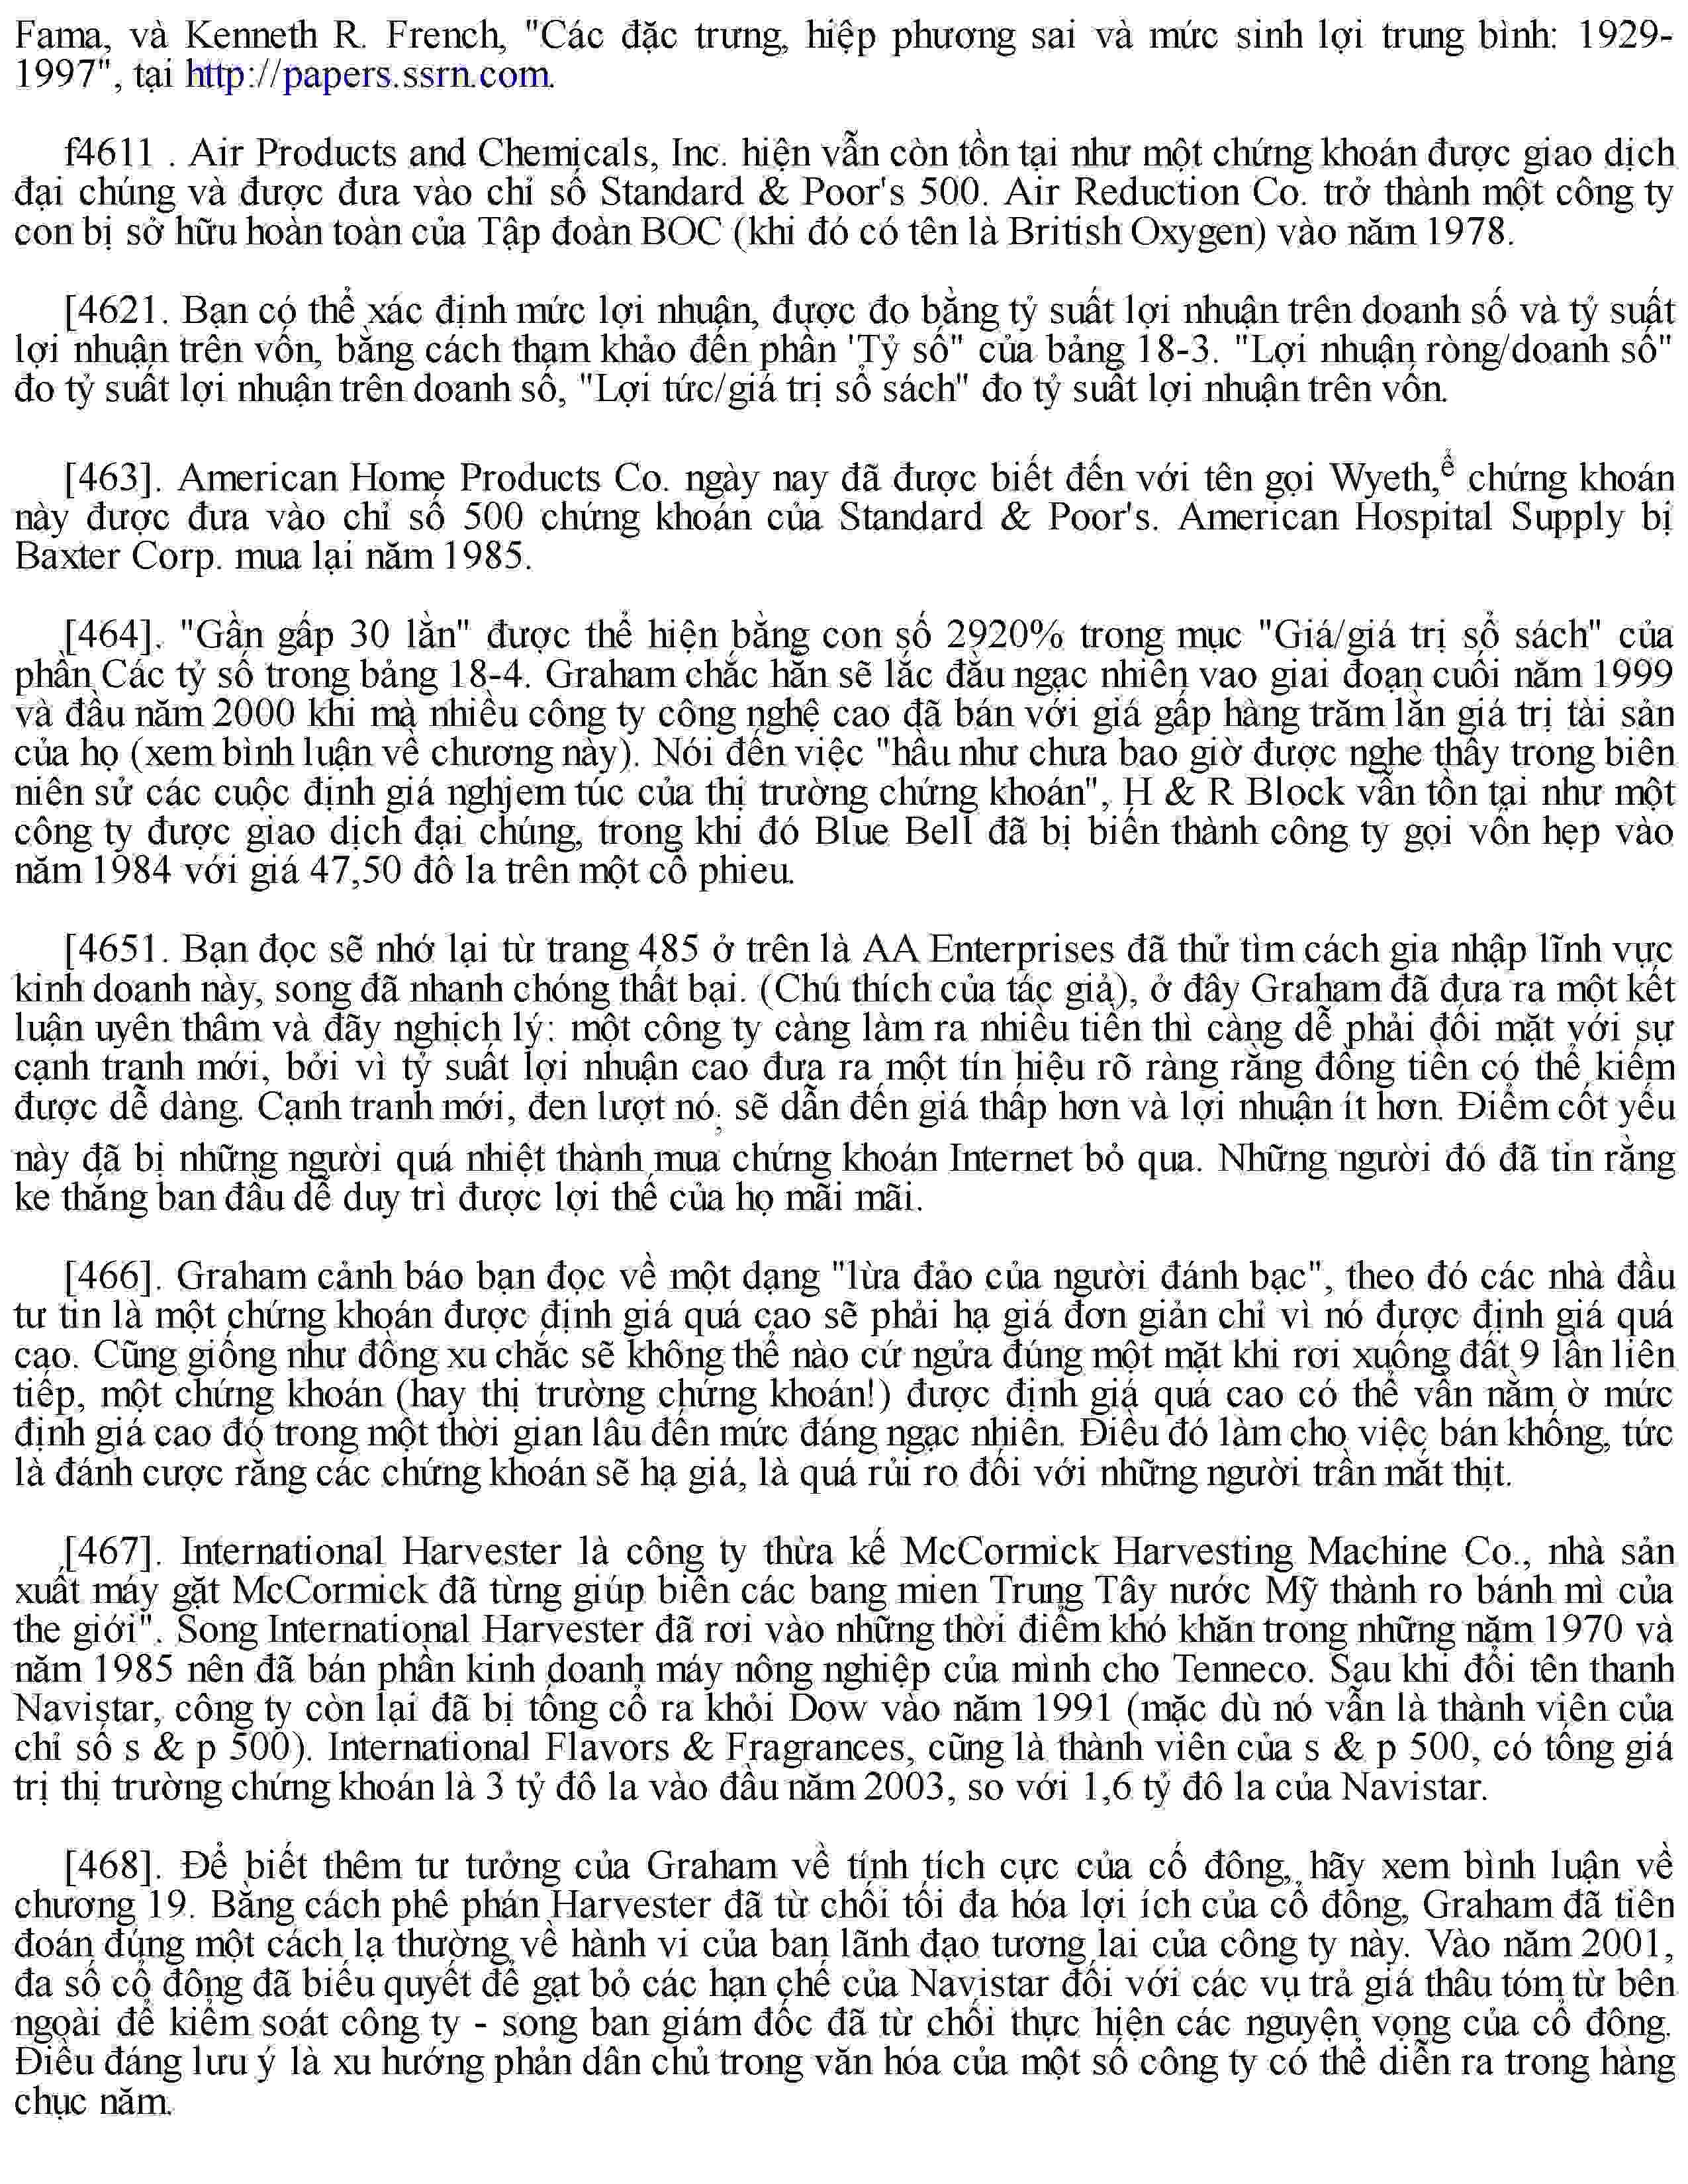 Fama, và Kenneth R. French, "Các đặc trưng, hiệp phương sai và mức sinh lợi trung bình: 1929-
1997", tại http://papers.ssrn.com.
f4611 . Air Products and Chemicals, Inc. hiện vẫn còn tồn tại như một chứng khoán được giao dịch
đại chúng và được đưa vào chỉ số Standard & Poor's 500. Air Reduction Co. trở thành một công ty
con bị sở hữu hoàn toàn của Tập đoàn BOC (khi đó có tên là British Oxygen) vào năm 1978.
[4621. Bạn có thể xác định mức lợi nhuận, được đo bằng tỷ suất lợi nhuận trên doanh số và tỷ suất
lợi nhuận trên vốn, bằng cách tham khảo đến phần 'Tỷ số" của bảng 18-3. "Lợi nhuận ròng/doanh số"
đo tỷ suất lợi nhuận trên doanh số, "Lợi tức/giá trị sổ sách" đo tỷ suất lợi nhuận trên vốn.
[463]. American Home Products Co. ngày nay đã được biết đến với tên gọi Wyeth,ể chứng khoán
này được đưa vào chỉ số 500 chứng khoán của Standard & Poor's. American Hospital Supply bị
Baxter Corp. mua lại năm 1985.
[464]. "Gần gấp 30 lần" được thể hiện bằng con số 2920% trong mục "Giá/giá trị sổ sách" của
phần Các tỷ số trong bảng 18-4. Graham chắc hẳn sẽ lắc đầu ngạc nhiên vao giai đoạn cuối năm 1999
và đầu năm 2000 khi mà nhiều công ty công nghệ cao đã bán với giá gấp hàng trăm lần giá trị tài sản
của họ (xem bình luận về chương này). Nói đến việc "hầu như chưa bao giờ được nghe thấy trong biên
niên sử các cuộc định giá nghjem túc của thị trường chứng khoán", H & R Block vẫn tồn tại như một
công ty được giao dịch đại chúng, trong khi đó Blue Bell đã bị biến thành công ty gọi vốn hẹp vào
năm 1984 với giá 47,50 đô la trên một cổ phieu.
[4651. Bạn đọc sẽ nhớ lại từ trang 485 ở trên là AA Enterprises đã thử tìm cách gia nhập lĩnh vực
kinh doanh này, song đã nhanh chóng thất bại. (Chú thích của tác giả), ở đây Graham đã đưa ra một kết
luận uyên thâm và đãy nghịch lý: một công ty càng làm ra nhiều tiền thì càng dễ phải đối mặt với sự
cạnh tranh mới, bởi vì tỷ suất lợi nhuận cao đưa ra một tín hiệu rõ ràng rằng đồng tiền có thể kiếm
được dễ dàng. Cạnh tranh mới, đen lượt nó, sẽ dẫn đến giá thấp hơn và lợi nhuận ít hơn. Điểm cốt yếu
này đã bị những người quá nhiệt thành mua chứng khoán Internet bỏ qua. Những người đó đã tin rằng
ke thắng ban đầu dễ duy trì được lợi thế của họ mãi mãi.
[466]. Graham cảnh báo bạn đọc về một dạng "lừa đảo của người đánh bạc", theo đó các nhà đầu
tư tin là một chứng khoán được định giá quá cao sẽ phải hạ giá đơn giản chỉ vì nó được định giá quá
cao. Cũng giống như đồng xu chắc sẽ không thể nào cứ ngửa đúng một mặt khi rơi xuống đất 9 lần liên
tiếp, một chứng khoán (hay thị trường chứng khoán!) được định giá quá cao có thể vẫn nằm ờ mức
định giá cao đó trong một thời gian lâu đến mức đáng ngạc nhiên. Điều đó làm cho việc bán khống, tức
là đánh cược rằng các chứng khoán sẽ hạ giá, là quá rủi ro đối với những người trần mắt thịt.
[467]. International Harvester là công ty thừa kế McCormick Harvesting Machine Co., nhà sản
xuất máy gặt McCormick đã từng giúp biến các bang mien Trung Tây nước Mỹ thành ro bánh mì của
the giới". Song International Harvester đã rơi vào những thời điểm khó khăn trong những năm 1970 và
năm 1985 nên đã bán phần kinh doanh máy nông nghiệp của mình cho Tenneco. Sau khi đổi tên thanh
Navistar, công ty còn lại đã bị tống cổ ra khỏi Dow vào năm 1991 (mặc dù nó vẫn là thành viên của
chỉ số s & p 500). International Flavors & Fragrances, cũng là thành viên của s & p 500, có tổng giá
trị thị trường chứng khoán là 3 tỷ đô la vào đầu năm 2003, so với 1,6 tỷ đô la của Navistar.
[468]. Để biết thêm tư tưởng của Graham về tính tích cực của cố đông, hãy xem bình luận về
chương 19. Bằng cách phê phán Harvester đã từ chối tối đa hóa lợi ích của cổ đông, Graham đã tiên
đoán đúng một cách lạ thường về hành vi của ban lãnh đạo tương lai của công ty này. Vào năm 2001,
đa số cổ đông đã biểu quyết để gạt bỏ các hạn chế của Navistar đối với các vụ trả giá thâu tóm từ bên
ngoài để kiểm soát công ty - song ban giám đốc đã từ chối thực hiện các nguyện vọng của cổ đông.
Điều đáng lưu ý là xu hướng phản dân chủ trong văn hóa của một số công ty có thể diễn ra trong hàng
chục năm.